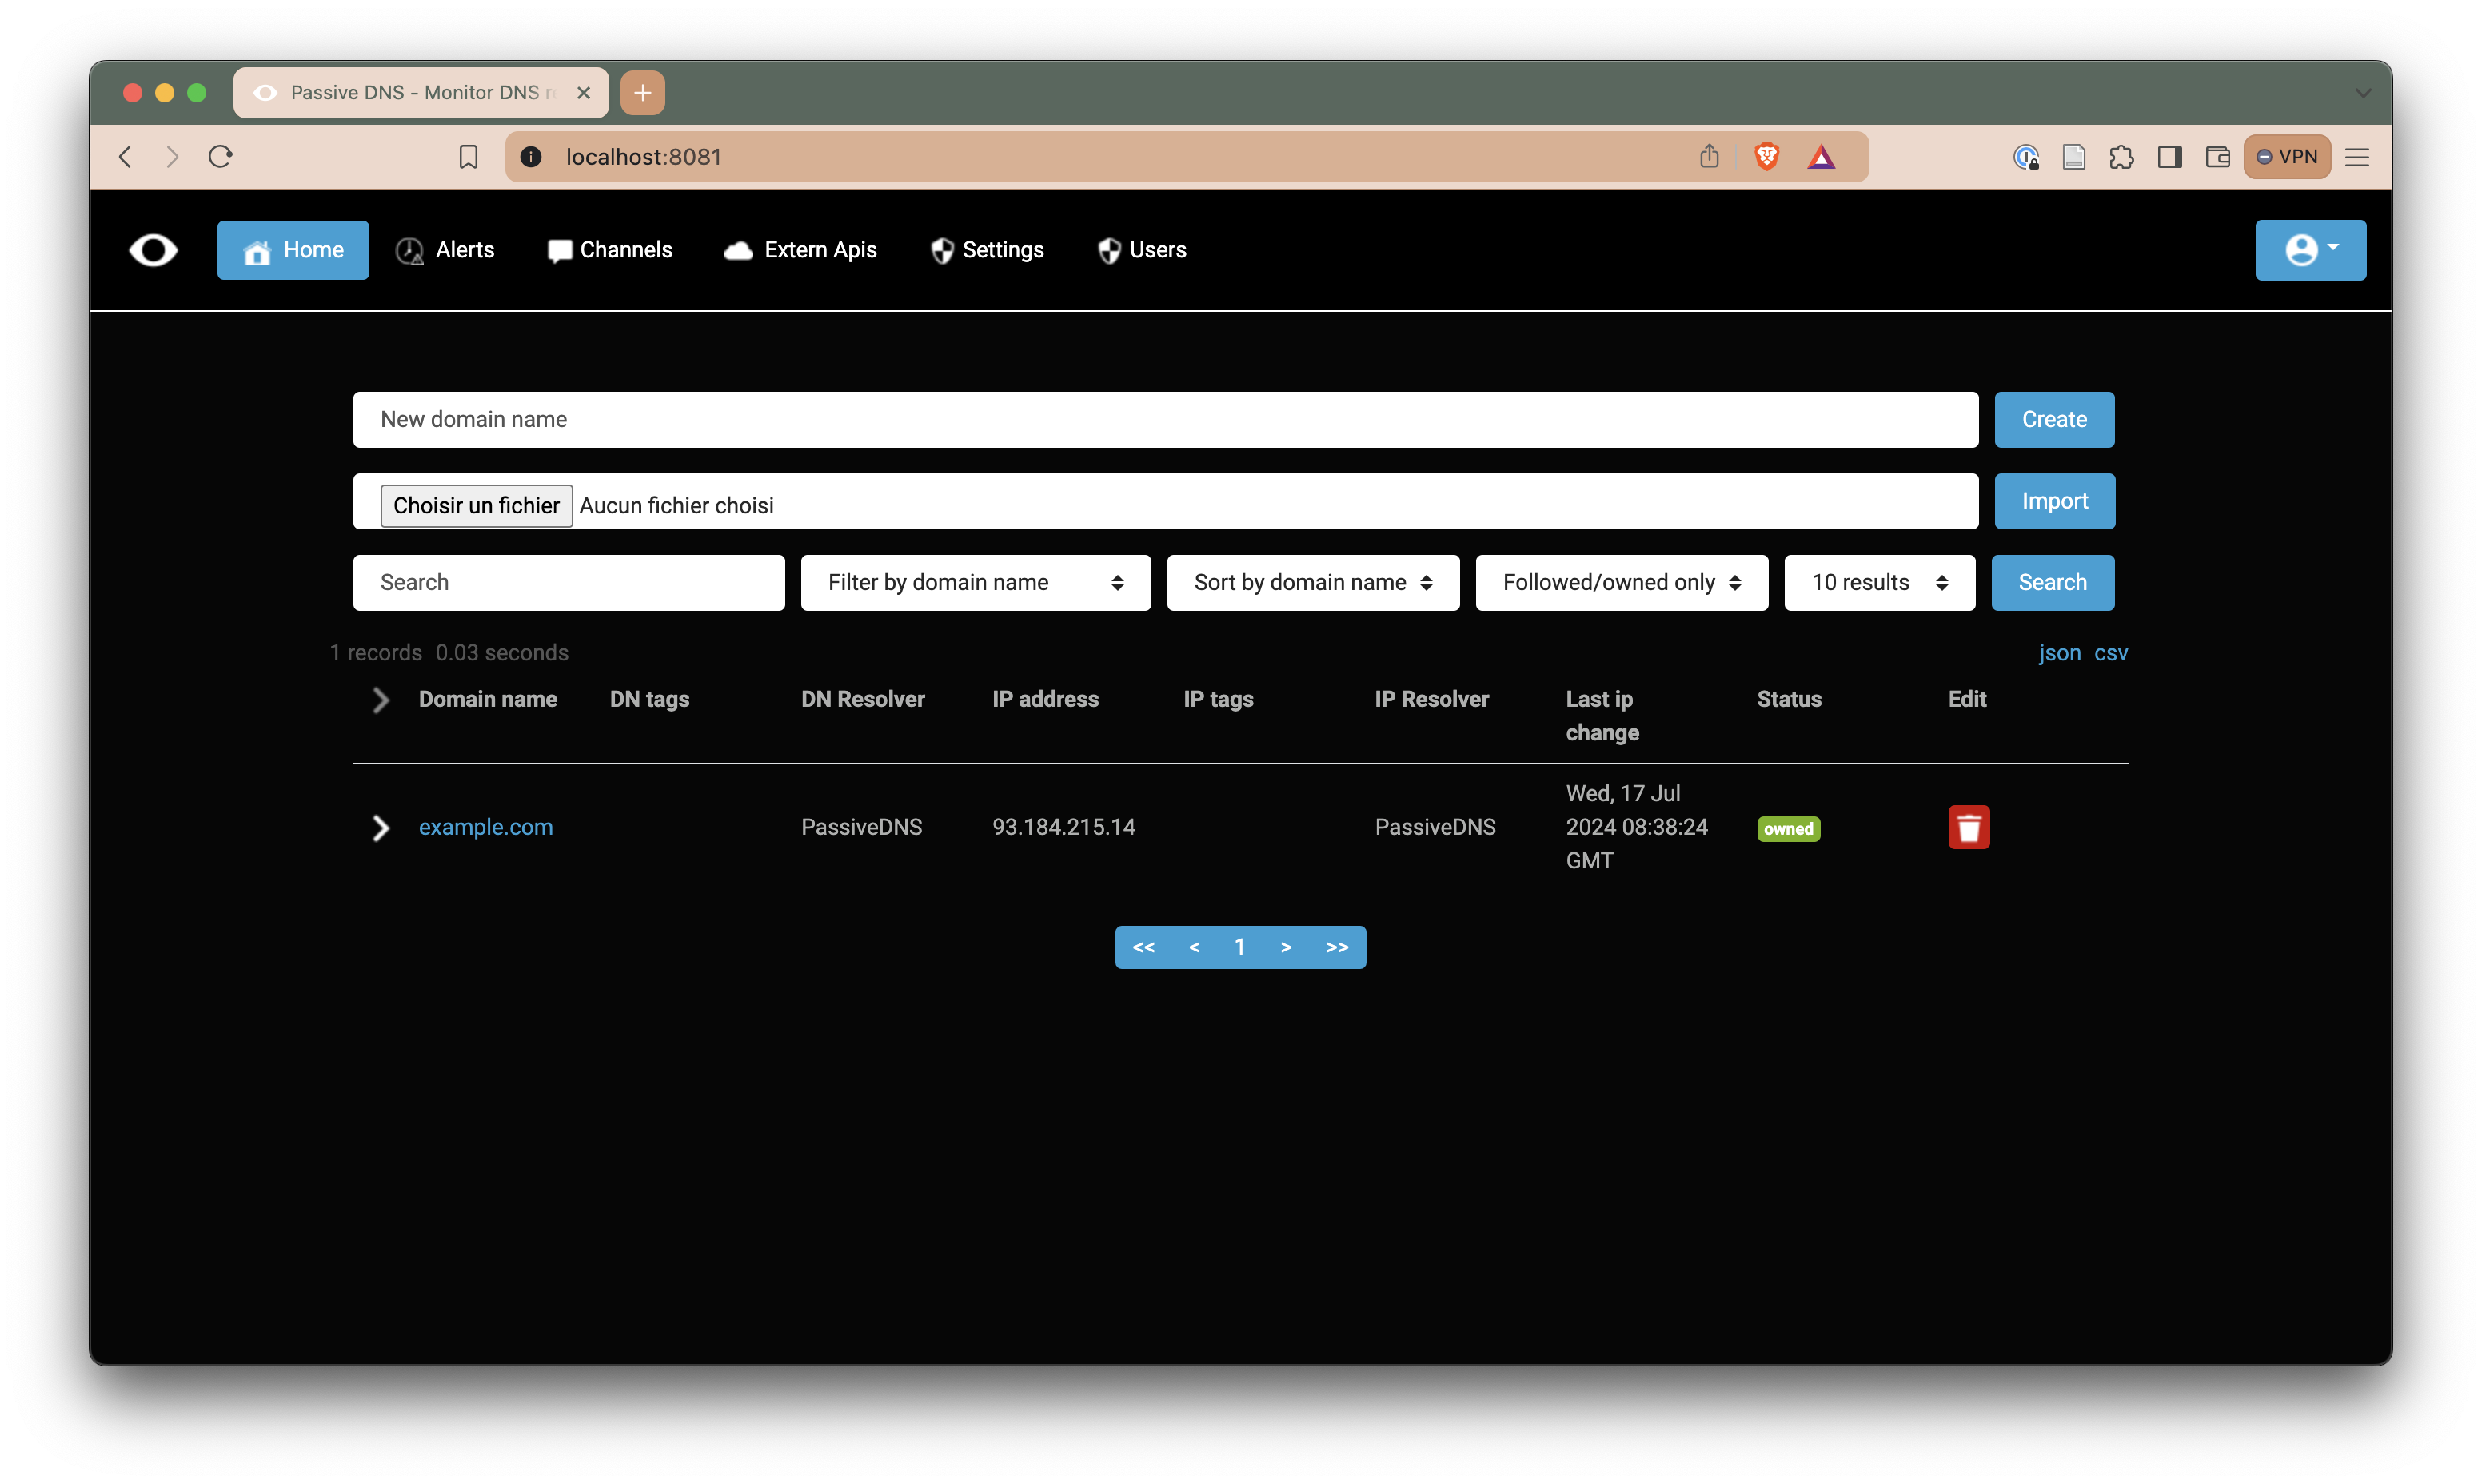 Passive DNS - Monitor DNS
localhost:8081
VPN
Home
Alerts
Channels
Extern Apis
Settings
Users
New domain name
Create
Choisir un fichier Aucun fichier choisi
Import
Search
Filter by domain name
Sort by domain name
Followed/owned only
10 results
Search
1 records 0.03 seconds
json csv
Domain name DN tags DN Resolver IP address IP tags IP Resolver Last ip change Status Edit
example.com PassiveDNS 93.184.215.14 PassiveDNS Wed, 17 Jul 2024 08:38:24 GMT owned
<< < 1 > >>